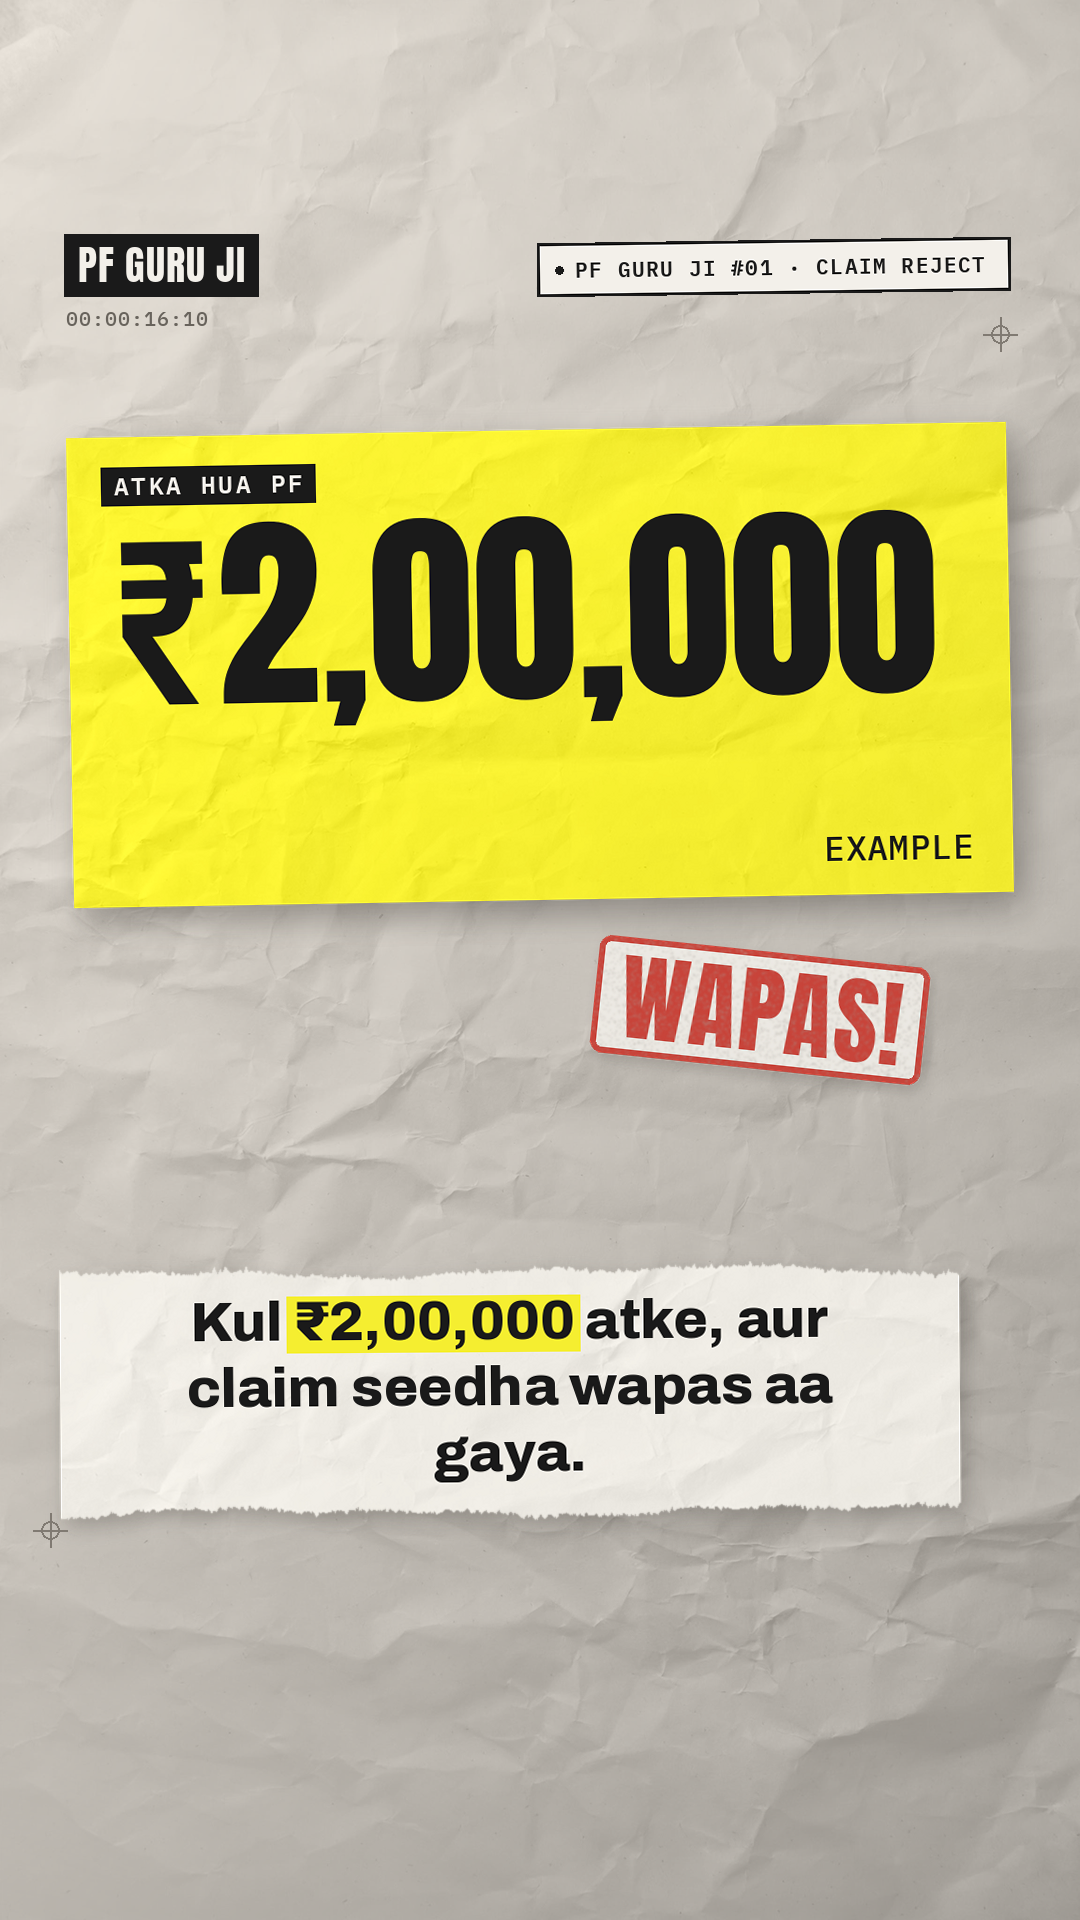 PF GURU JI
00:00:16:10
PF GURU JI #01 · CLAIM REJECT
ATKA HUA PF
₹2,00,000
EXAMPLE
WAPAS!
Kul ₹2,00,000 atke, aur
claim seedha wapas aa
gaya.